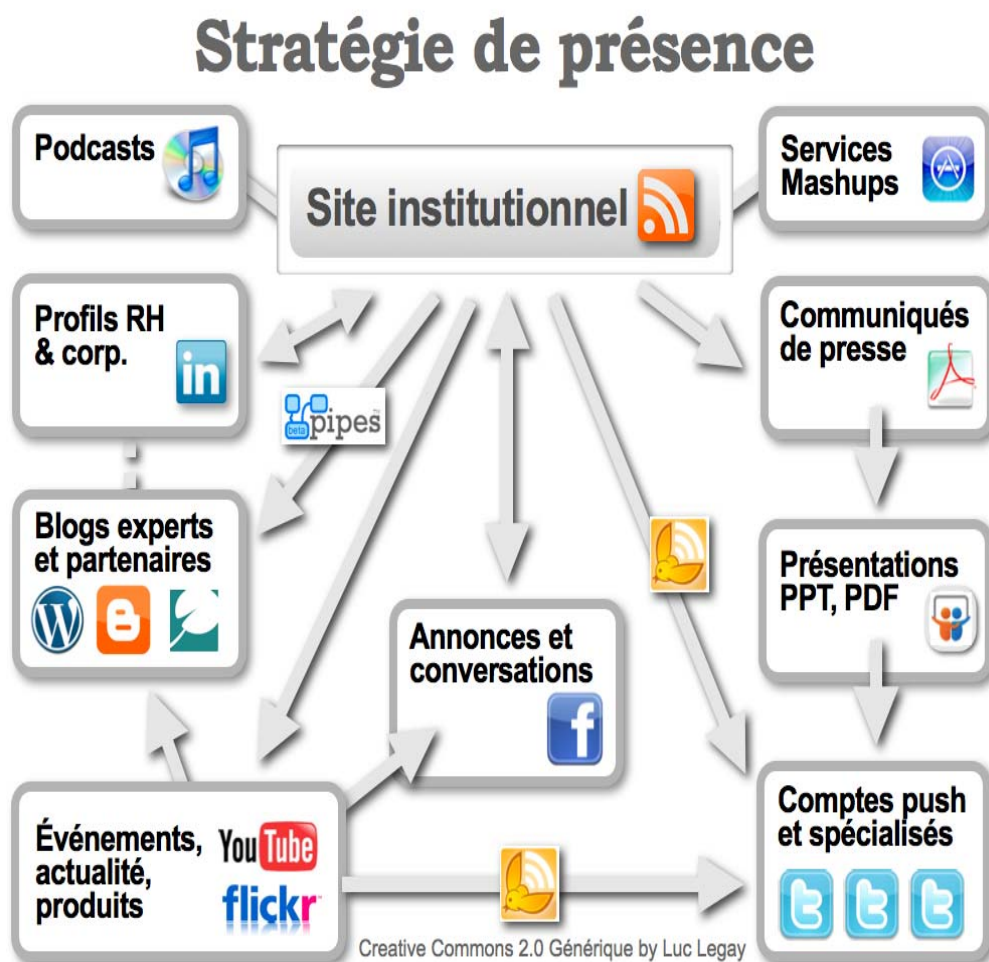 Stratégie de présence
Podcasts
Site institutionnel
Services
Mashups
Profils RH
& corp.
in
Communiqués
de presse
beta
pipes
Blogs experts
et partenaires
Présentations
PPT, PDF
Annonces et
conversations
f
Événements,
actualité,
produits
YouTube
flickr
Comptes push
et spécialisés
t t t
Creative Commons 2.0 Générique by Luc Legay